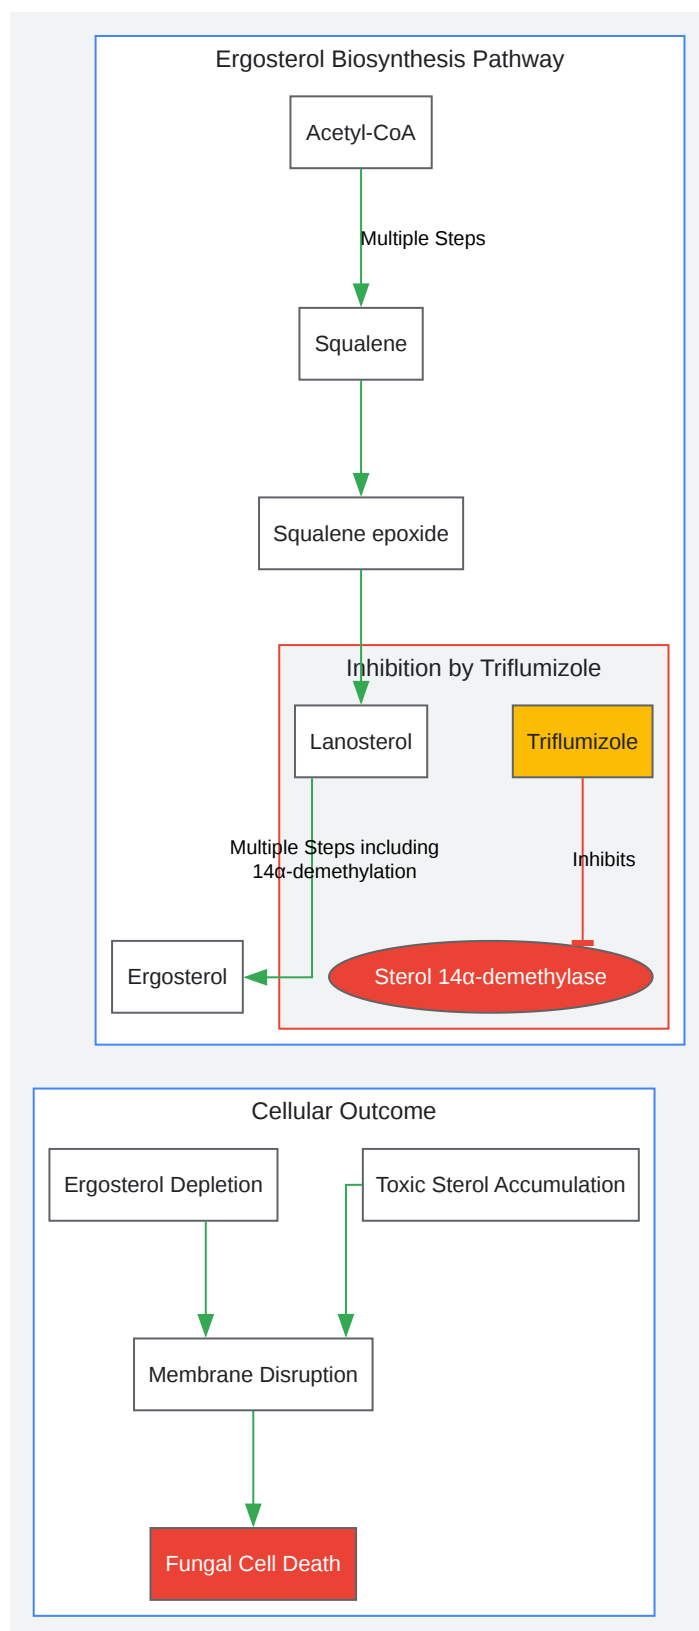 Ergosterol Biosynthesis Pathway
Acetyl-CoA
Multiple Steps
Squalene
Squalene epoxide
Inhibition by Triflumizole
Lanosterol
Triflumizole
Multiple Steps including
14α-demethylation
Inhibits
Ergosterol
Sterol 14α-demethylase
Cellular Outcome
Ergosterol Depletion
Toxic Sterol Accumulation
Membrane Disruption
Fungal Cell Death